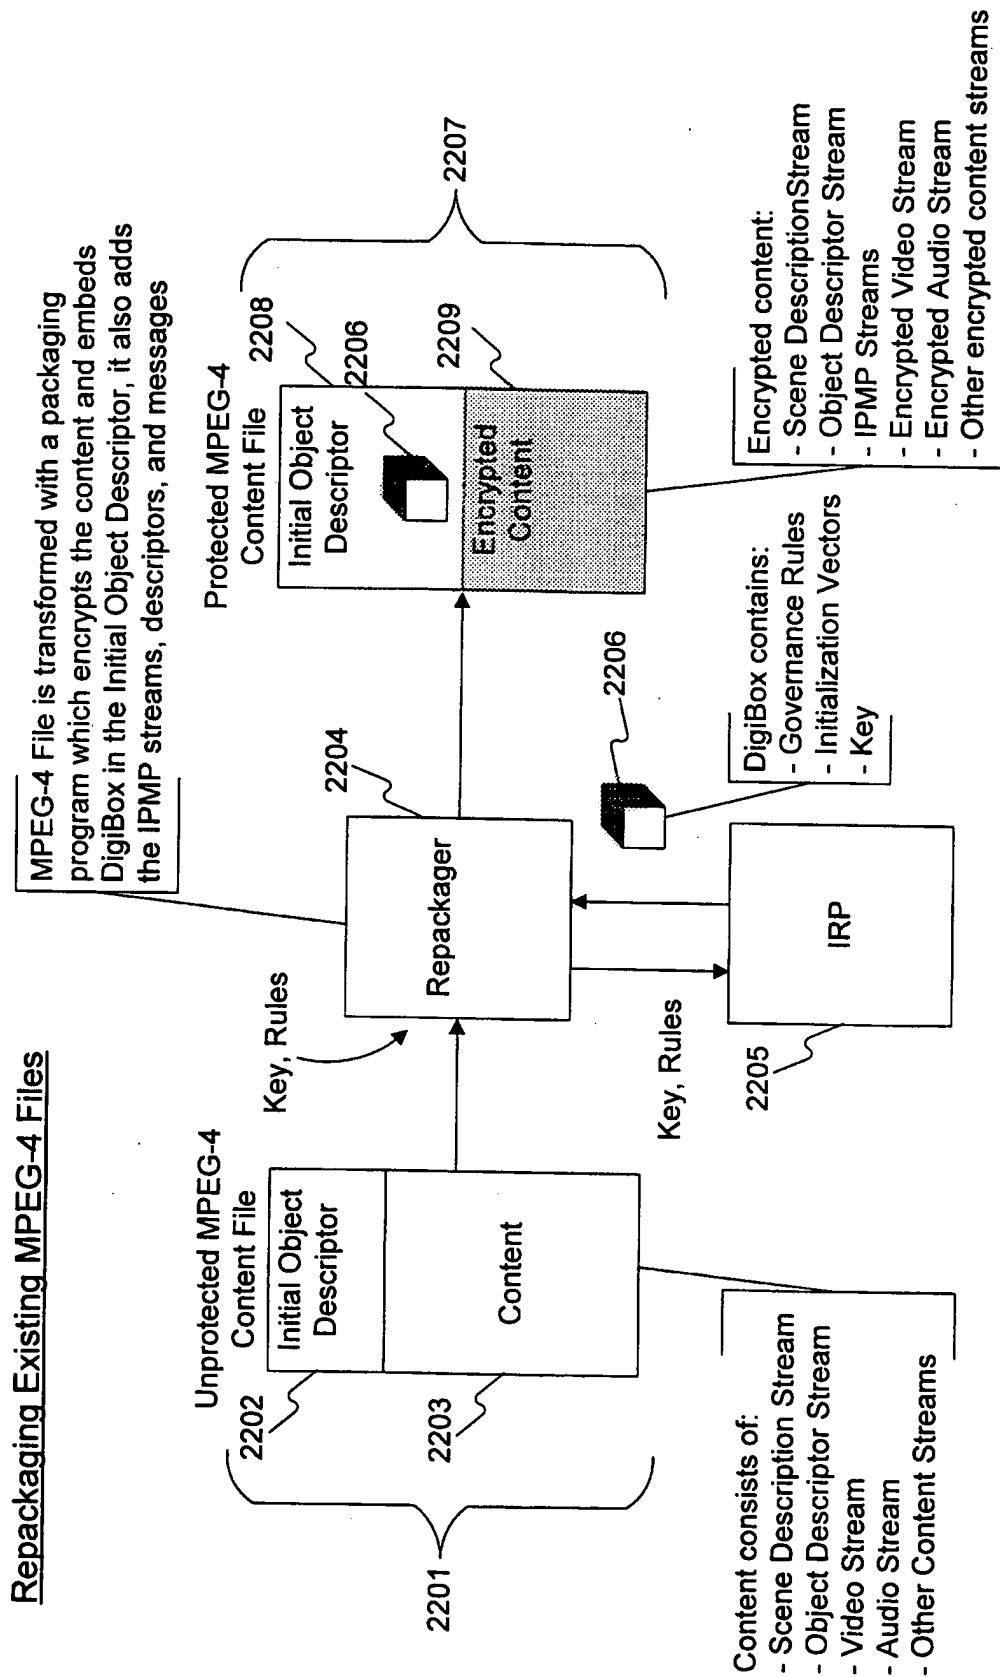 Repackaging Existing MPEG-4 Files
MPEG-4 File is transformed with a packaging
program which encrypts the content and embeds
DigiBox in the Initial Object Descriptor, it also adds
the IPMP streams, descriptors, and messages
Unprotected MPEG-4
Content File
Initial Object
Descriptor
Content
2201
2202
2203
Content consists of:
- Scene Description Stream
- Object Descriptor Stream
- Video Stream
- Audio Stream
- Other Content Streams
Key, Rules
Repackager
2204
Key, Rules
IRP
2205
2206
DigiBox contains:
- Governance Rules
- Initialization Vectors
- Key
Protected MPEG-4
Content File
Initial Object
Descriptor
Encrypted
Content
2208
2206
2209
2207
Encrypted content:
- Scene DescriptionStream
- Object Descriptor Stream
IPMP Streams
- Encrypted Video Stream
- Encrypted Audio Stream
- Other encrypted content streams